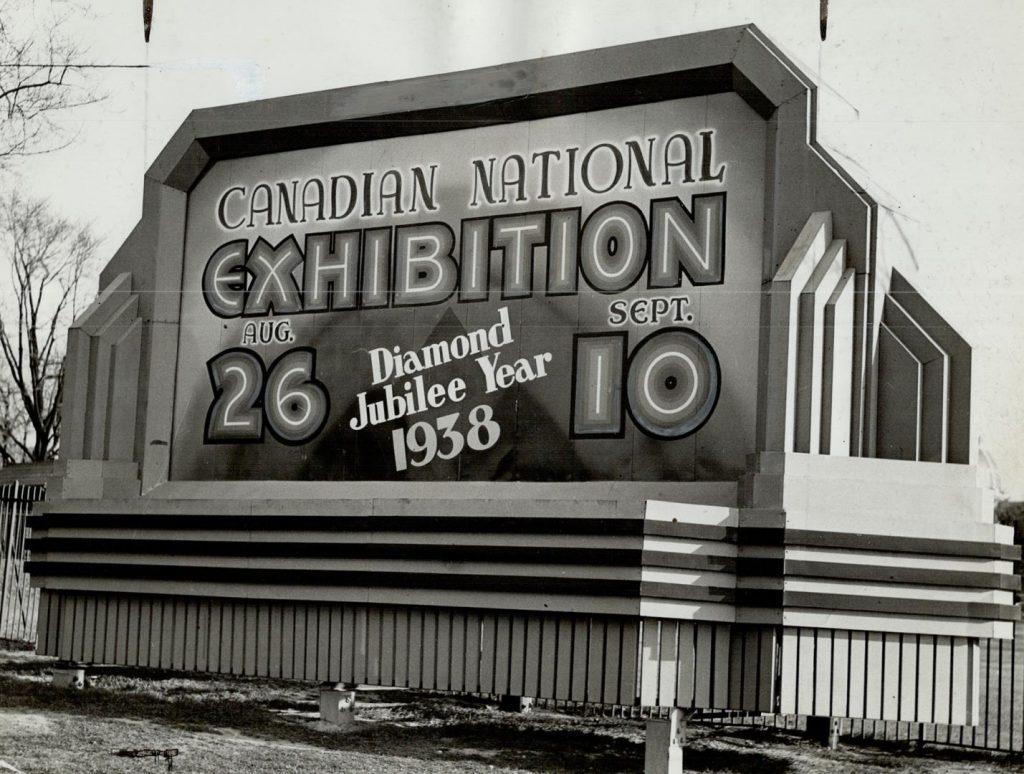 CANADIAN NATIONAL
EXHIBITION
AUG.
26
Diamond
Jubilee Year
1938
SEPT.
10